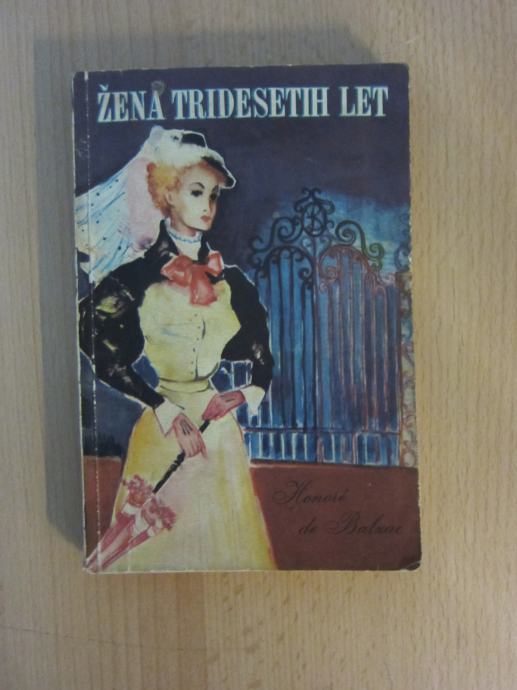 ŽENA TRIDESETIH LET
Honoré
de Balzac